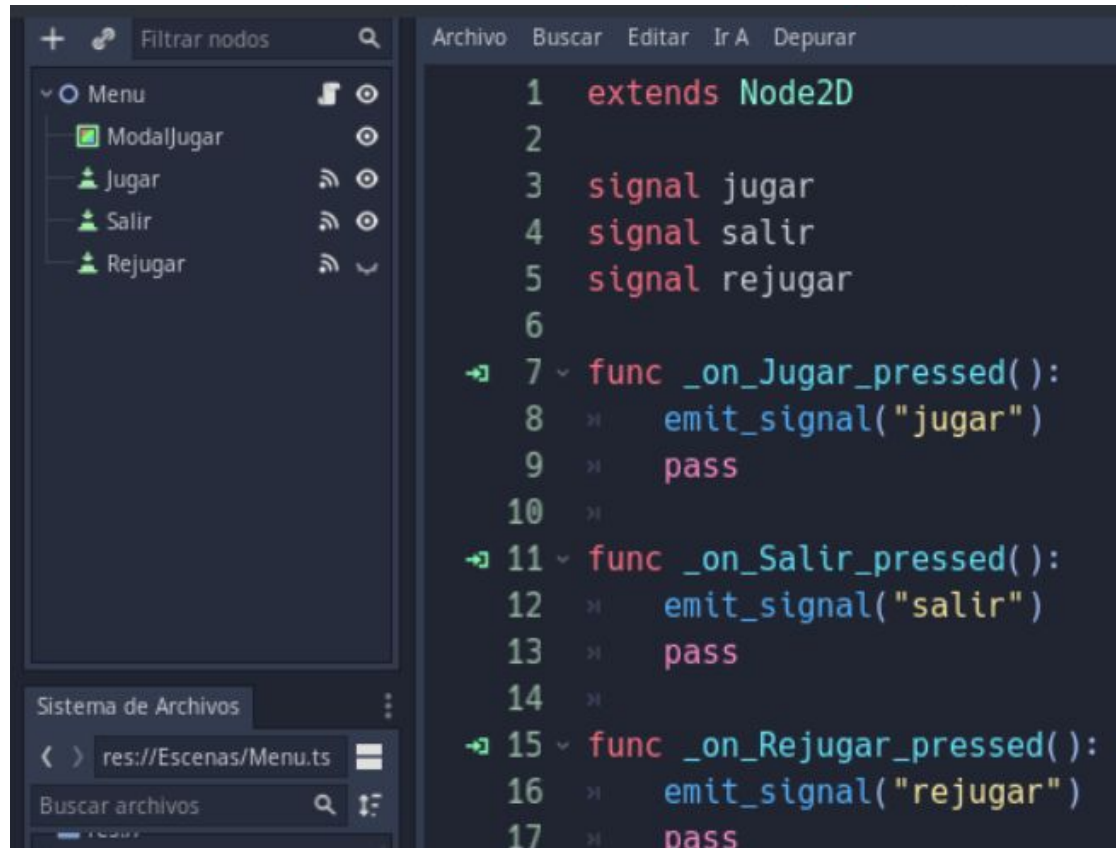 Filtrar nodos
Menu
ModalJugar
Jugar
Salir
Rejugar
Sistema de Archivos
res://Escenas/Menu.ts
Buscar archivos
Archivo Buscar Editar Ir A Depurar
1 extends Node2D
2
3 signal jugar
4 signal salir
5 signal rejugar
6
7 func _on_Jugar_pressed():
8 emit_signal("jugar")
9 pass
10
11 func _on_Salir_pressed():
12 emit_signal("salir")
13 pass
14
15 func _on_Rejugar_pressed():
16 emit_signal("rejugar")
17 pass